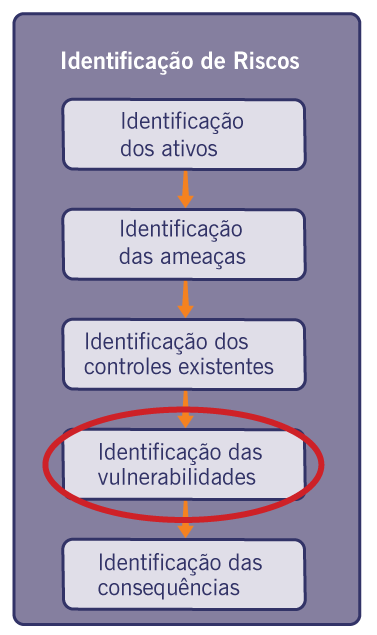 Identificação de Riscos
Identificação
dos ativos
Identificação
das ameaças
Identificação dos
controles existentes
Identificação das
vulnerabilidades
Identificação das
consequências